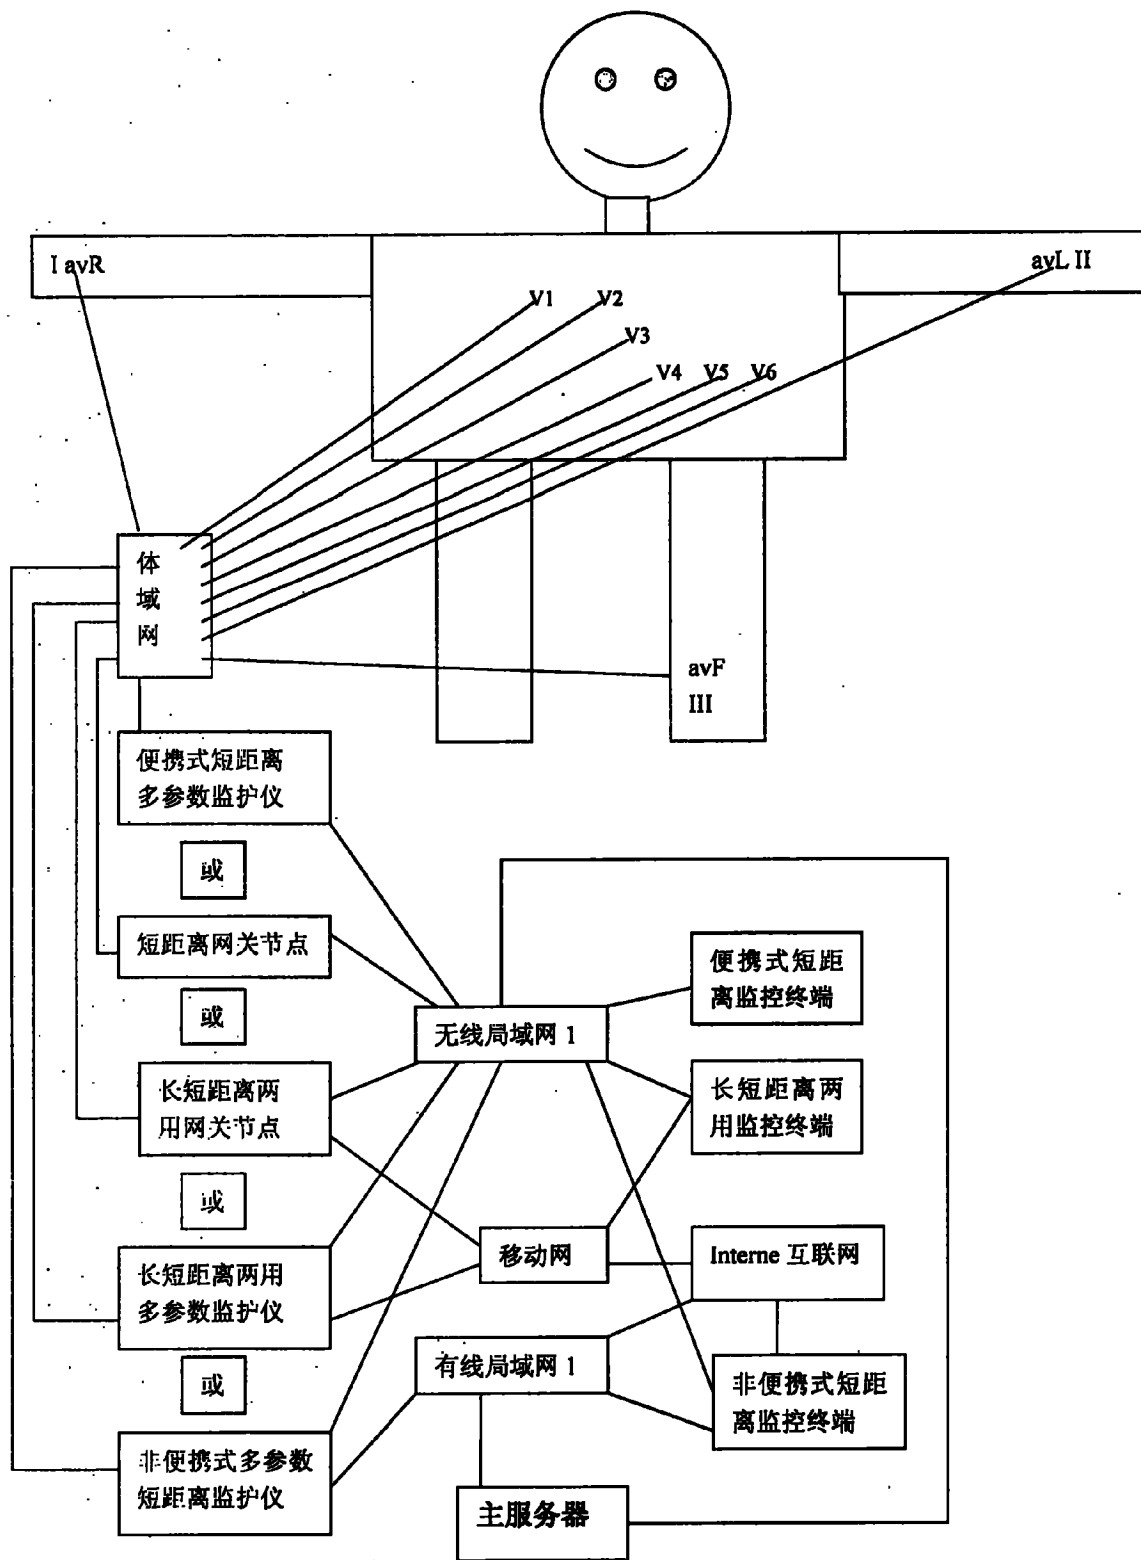 I avR
avL II
V1
V2
V3
V4
V5
V6
体
域
网
avF
III
便携式短距离
多参数监护仪
或
短距离网关节点
或
长短距离两
用网关节点
或
长短距离两用
多参数监护仪
或
非便携式多参数
短距离监护仪
无线局域网 1
移动网
有线局域网 1
主服务器
便携式短距
离监控终端
长短距离两
用监控终端
Interne 互联网
非便携式短距
离监控终端